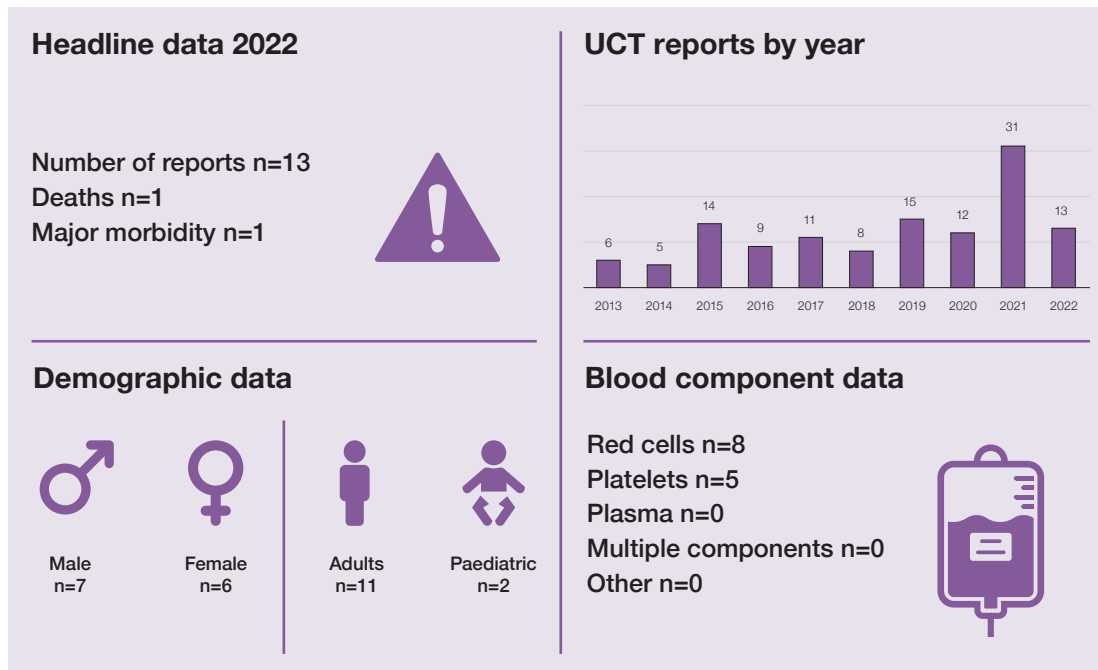 Headline data 2022
Number of reports n=13
Deaths n=1
Major morbidity n=1
UCT reports by year
6
5
14
9
11
8
15
12
31
13
2013
2014
2015
2016
2017
2018
2019
2020
2021
2022
Demographic data
Male
n=7
Female
n=6
Adults
n=11
Paediatric
n=2
Blood component data
Red cells n=8
Platelets n=5
Plasma n=0
Multiple components n=0
Other n=0